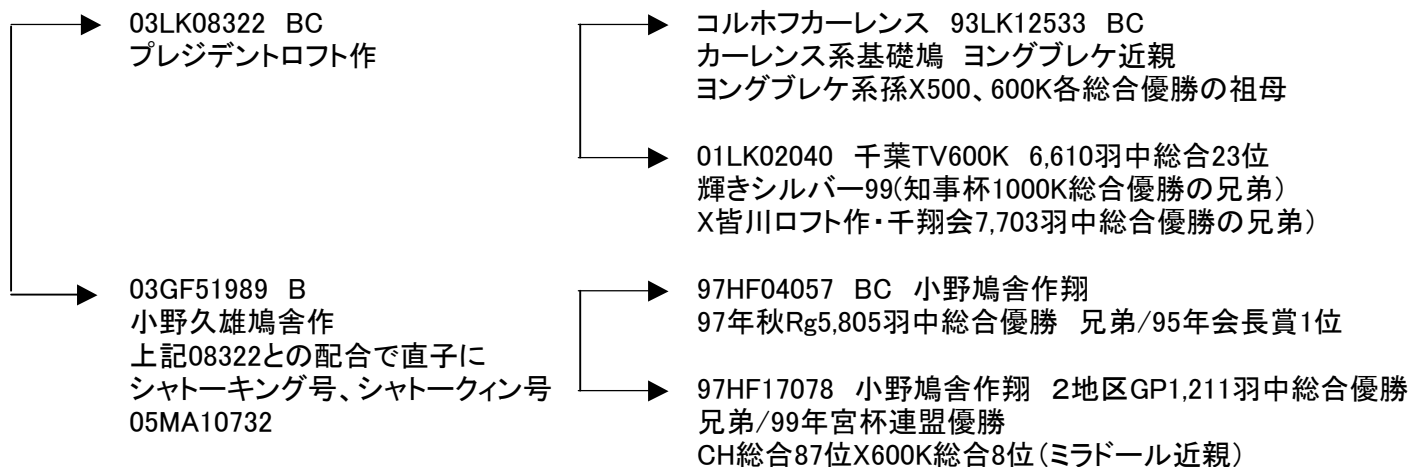 03LK08322 BC
プレジデントロフト作
コルホフカーレンス 93LK12533 BC
カーレンス系基礎鳩 ヨングブレケ近親
ヨングブレケ系孫X500、600K各総合優勝の祖母
01LK02040 千葉TV600K 6,610羽中総合23位
輝きシルバー99(知事杯1000K総合優勝の兄弟)
X皆川ロフト作・千翔会7,703羽中総合優勝の兄弟)
03GF51989 B
小野久雄鳩舎作
上記08322との配合で直子に
シャトーキング号、シャトークィン号
05MA10732
97HF04057 BC 小野鳩舎作翔
97年秋Rg5,805羽中総合優勝 兄弟/95年会長賞1位
97HF17078 小野鳩舎作翔 2地区GP1,211羽中総合優勝
兄弟/99年宮杯連盟優勝
CH総合87位X600K総合8位(ミラドール近親)